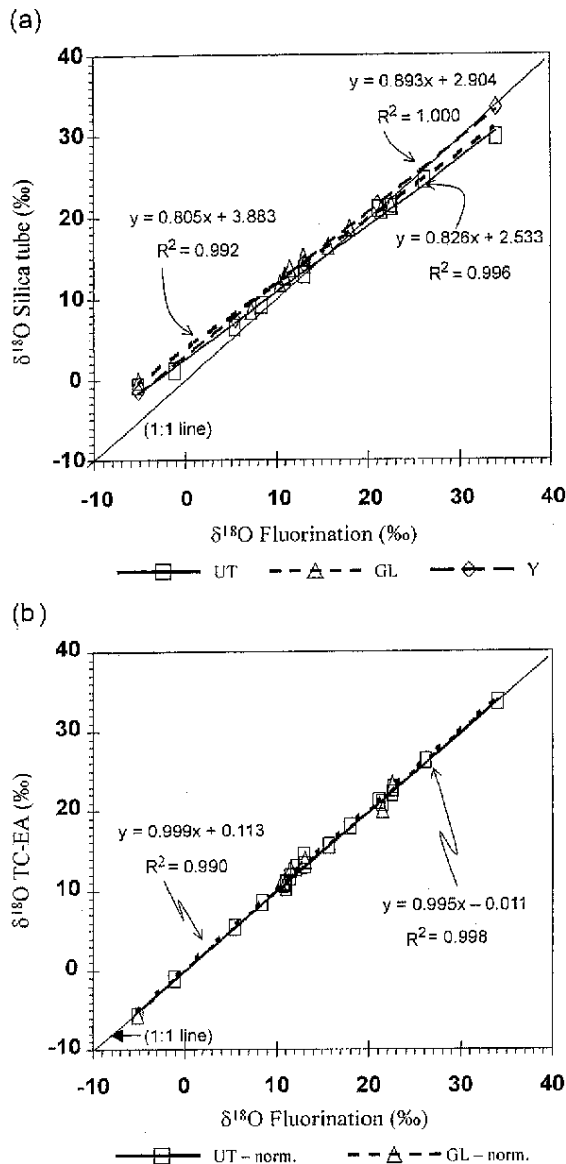 (a)
40
30
20
10
0
-10
δ¹⁸O Silica tube (‰)
y = 0.893x + 2.904
R² = 1.000
y = 0.805x + 3.883
R² = 0.992
y = 0.826x + 2.533
R² = 0.996
(1:1 line)
-10 0 10 20 30 40
δ¹⁸O Fluorination (‰)
UT GL Y
(b)
40
30
20
10
0
-10
δ¹⁸O TC-EA (‰)
y = 0.999x + 0.113
R² = 0.990
y = 0.995x – 0.011
R² = 0.998
(1:1 line)
-10 0 10 20 30 40
δ¹⁸O Fluorination (‰)
UT – norm. GL – norm.